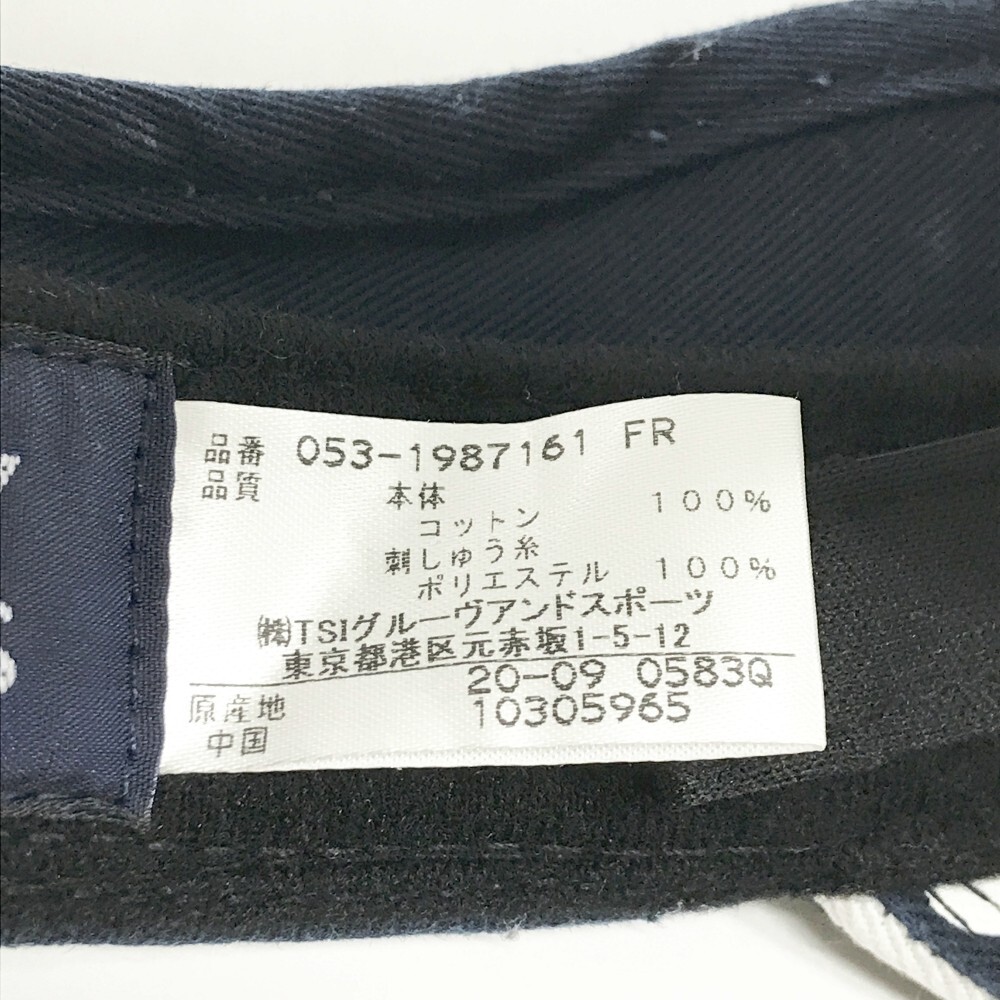 品番 053-1987161 FR
品質
本体 100%
コットン
刺しゅう糸
ポリエステル 100%
㈱TSIグルーヴアンドスポーツ
東京都港区元赤坂1-5-12
20-09 0583Q
原産地 10305965
中国